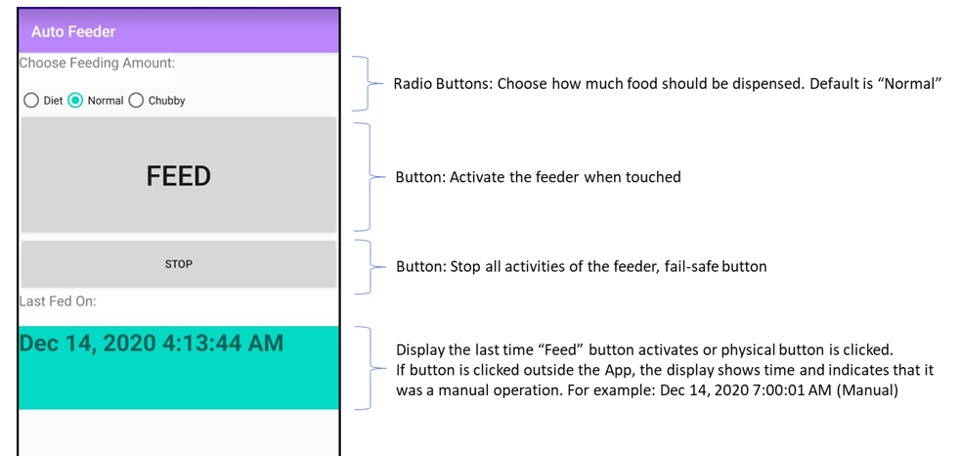 Auto Feeder
Choose Feeding Amount:
Diet Normal Chubby
FEED
STOP
Last Fed On:
Dec 14, 2020 4:13:44 AM
Radio Buttons: Choose how much food should be dispensed. Default is “Normal”
Button: Activate the feeder when touched
Button: Stop all activities of the feeder, fail-safe button
Display the last time “Feed” button activates or physical button is clicked.
If button is clicked outside the App, the display shows time and indicates that it
was a manual operation. For example: Dec 14, 2020 7:00:01 AM (Manual)